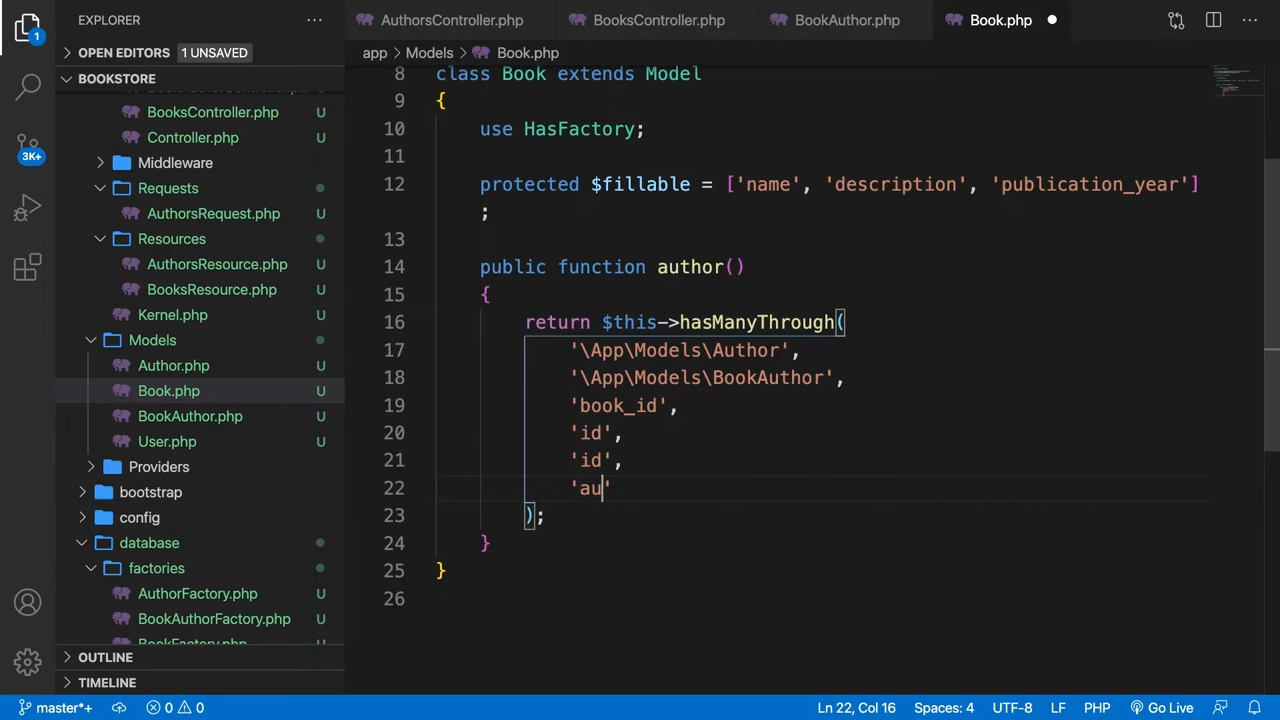 EXPLORER
AuthorsController.php
BooksController.php
BookAuthor.php
Book.php
1
OPEN EDITORS
1 UNSAVED
app > Models > Book.php
BOOKSTORE
BooksController.php U
Controller.php U
Middleware
Requests
AuthorsRequest.php U
Resources
AuthorsResource.php U
BooksResource.php U
Kernel.php U
Models
Author.php U
Book.php U
BookAuthor.php U
User.php U
Providers
bootstrap
config
database
factories
AuthorFactory.php U
BookAuthorFactory.php U
BookFactory.php U
OUTLINE
TIMELINE
3K+
8 class Book extends Model
9 {
10 use HasFactory;
11
12 protected $fillable = ['name', 'description', 'publication_year']
;
13
14 public function author()
15 {
16 return $this->hasManyThrough(
17 '\App\Models\Author',
18 '\App\Models\BookAuthor',
19 'book_id',
20 'id',
21 'id',
22 'au'
23 );
24 }
25 }
26
master*+
0
0
Ln 22, Col 16
Spaces: 4
UTF-8
LF
PHP
Go Live